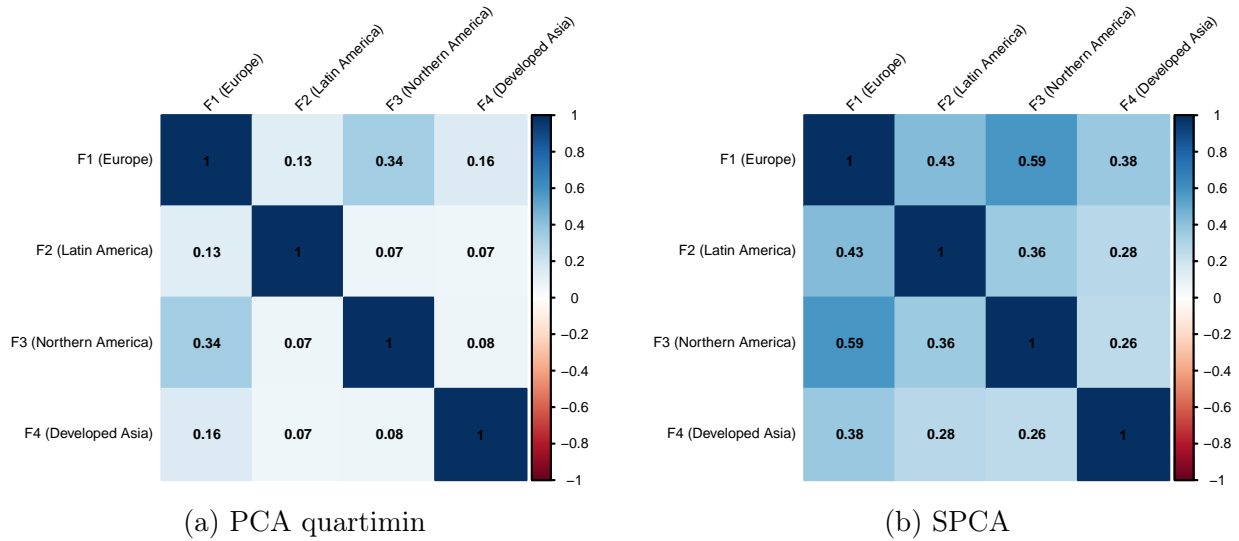 F1 (Europe)
F2 (Latin America)
F3 (Northern America)
F4 (Developed Asia)
F1 (Europe) 1 0.13 0.34 0.16
F2 (Latin America) 0.13 1 0.07 0.07
F3 (Northern America) 0.34 0.07 1 0.08
F4 (Developed Asia) 0.16 0.07 0.08 1
1
0.8
0.6
0.4
0.2
0
−0.2
−0.4
−0.6
−0.8
−1
(a) PCA quartimin
F1 (Europe)
F2 (Latin America)
F3 (Northern America)
F4 (Developed Asia)
F1 (Europe) 1 0.43 0.59 0.38
F2 (Latin America) 0.43 1 0.36 0.28
F3 (Northern America) 0.59 0.36 1 0.26
F4 (Developed Asia) 0.38 0.28 0.26 1
1
0.8
0.6
0.4
0.2
0
−0.2
−0.4
−0.6
−0.8
−1
(b) SPCA